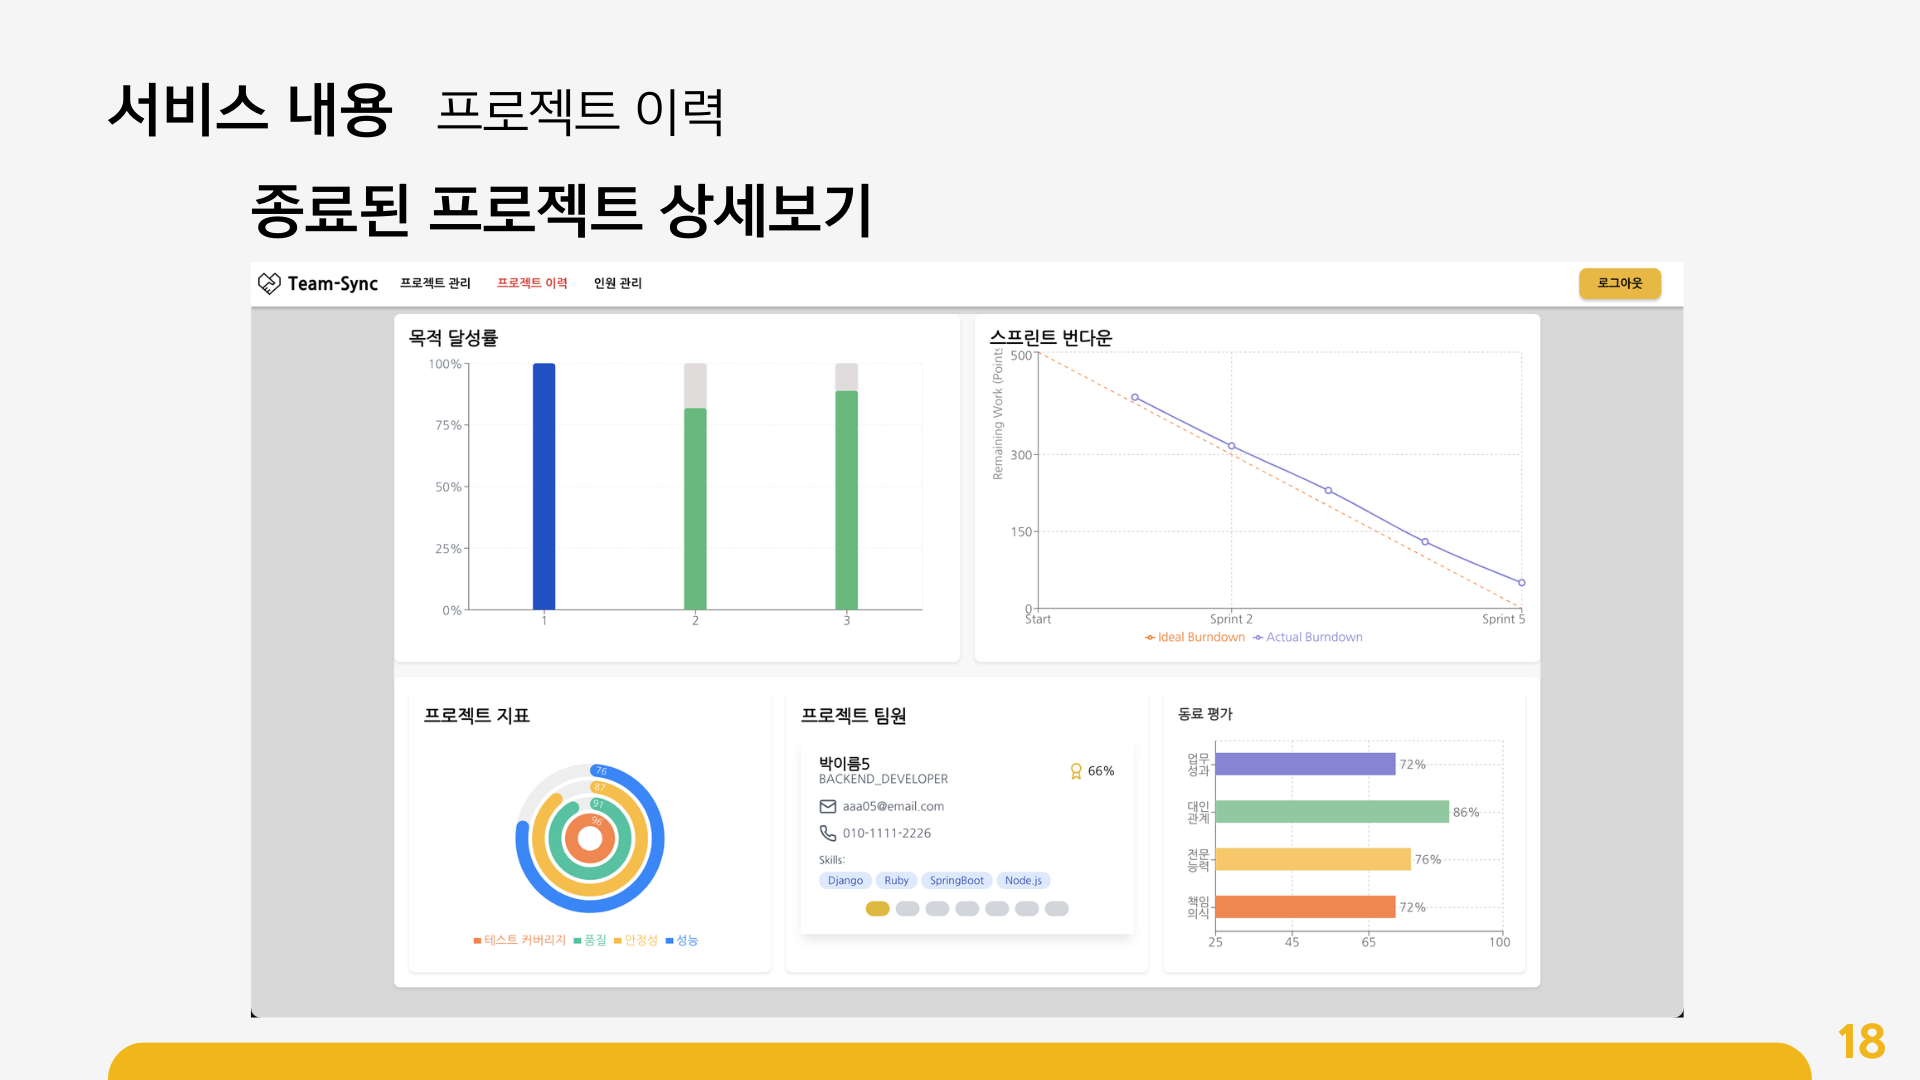 서비스 내용 프로젝트 이력
종료된 프로젝트 상세보기
Team-Sync 프로젝트 관리 프로젝트 이력 인원 관리 로그아웃
목적 달성률
100%
75%
50%
25%
0%
1 2 3
스프린트 번다운
Remaining Work (Points
500
300
150
0
Start Sprint 2 Sprint 5
Ideal Burndown Actual Burndown
프로젝트 지표
76
87
91
96
테스트 커버리지 품질 안정성 성능
프로젝트 팀원
박이름5
BACKEND_DEVELOPER
66%
aaa05@email.com
010-1111-2226
Skills:
Django Ruby SpringBoot Node.js
동료 평가
업무
성과
72%
대인
관계
86%
전문
능력
76%
책임
의식
72%
25 45 65 100
18